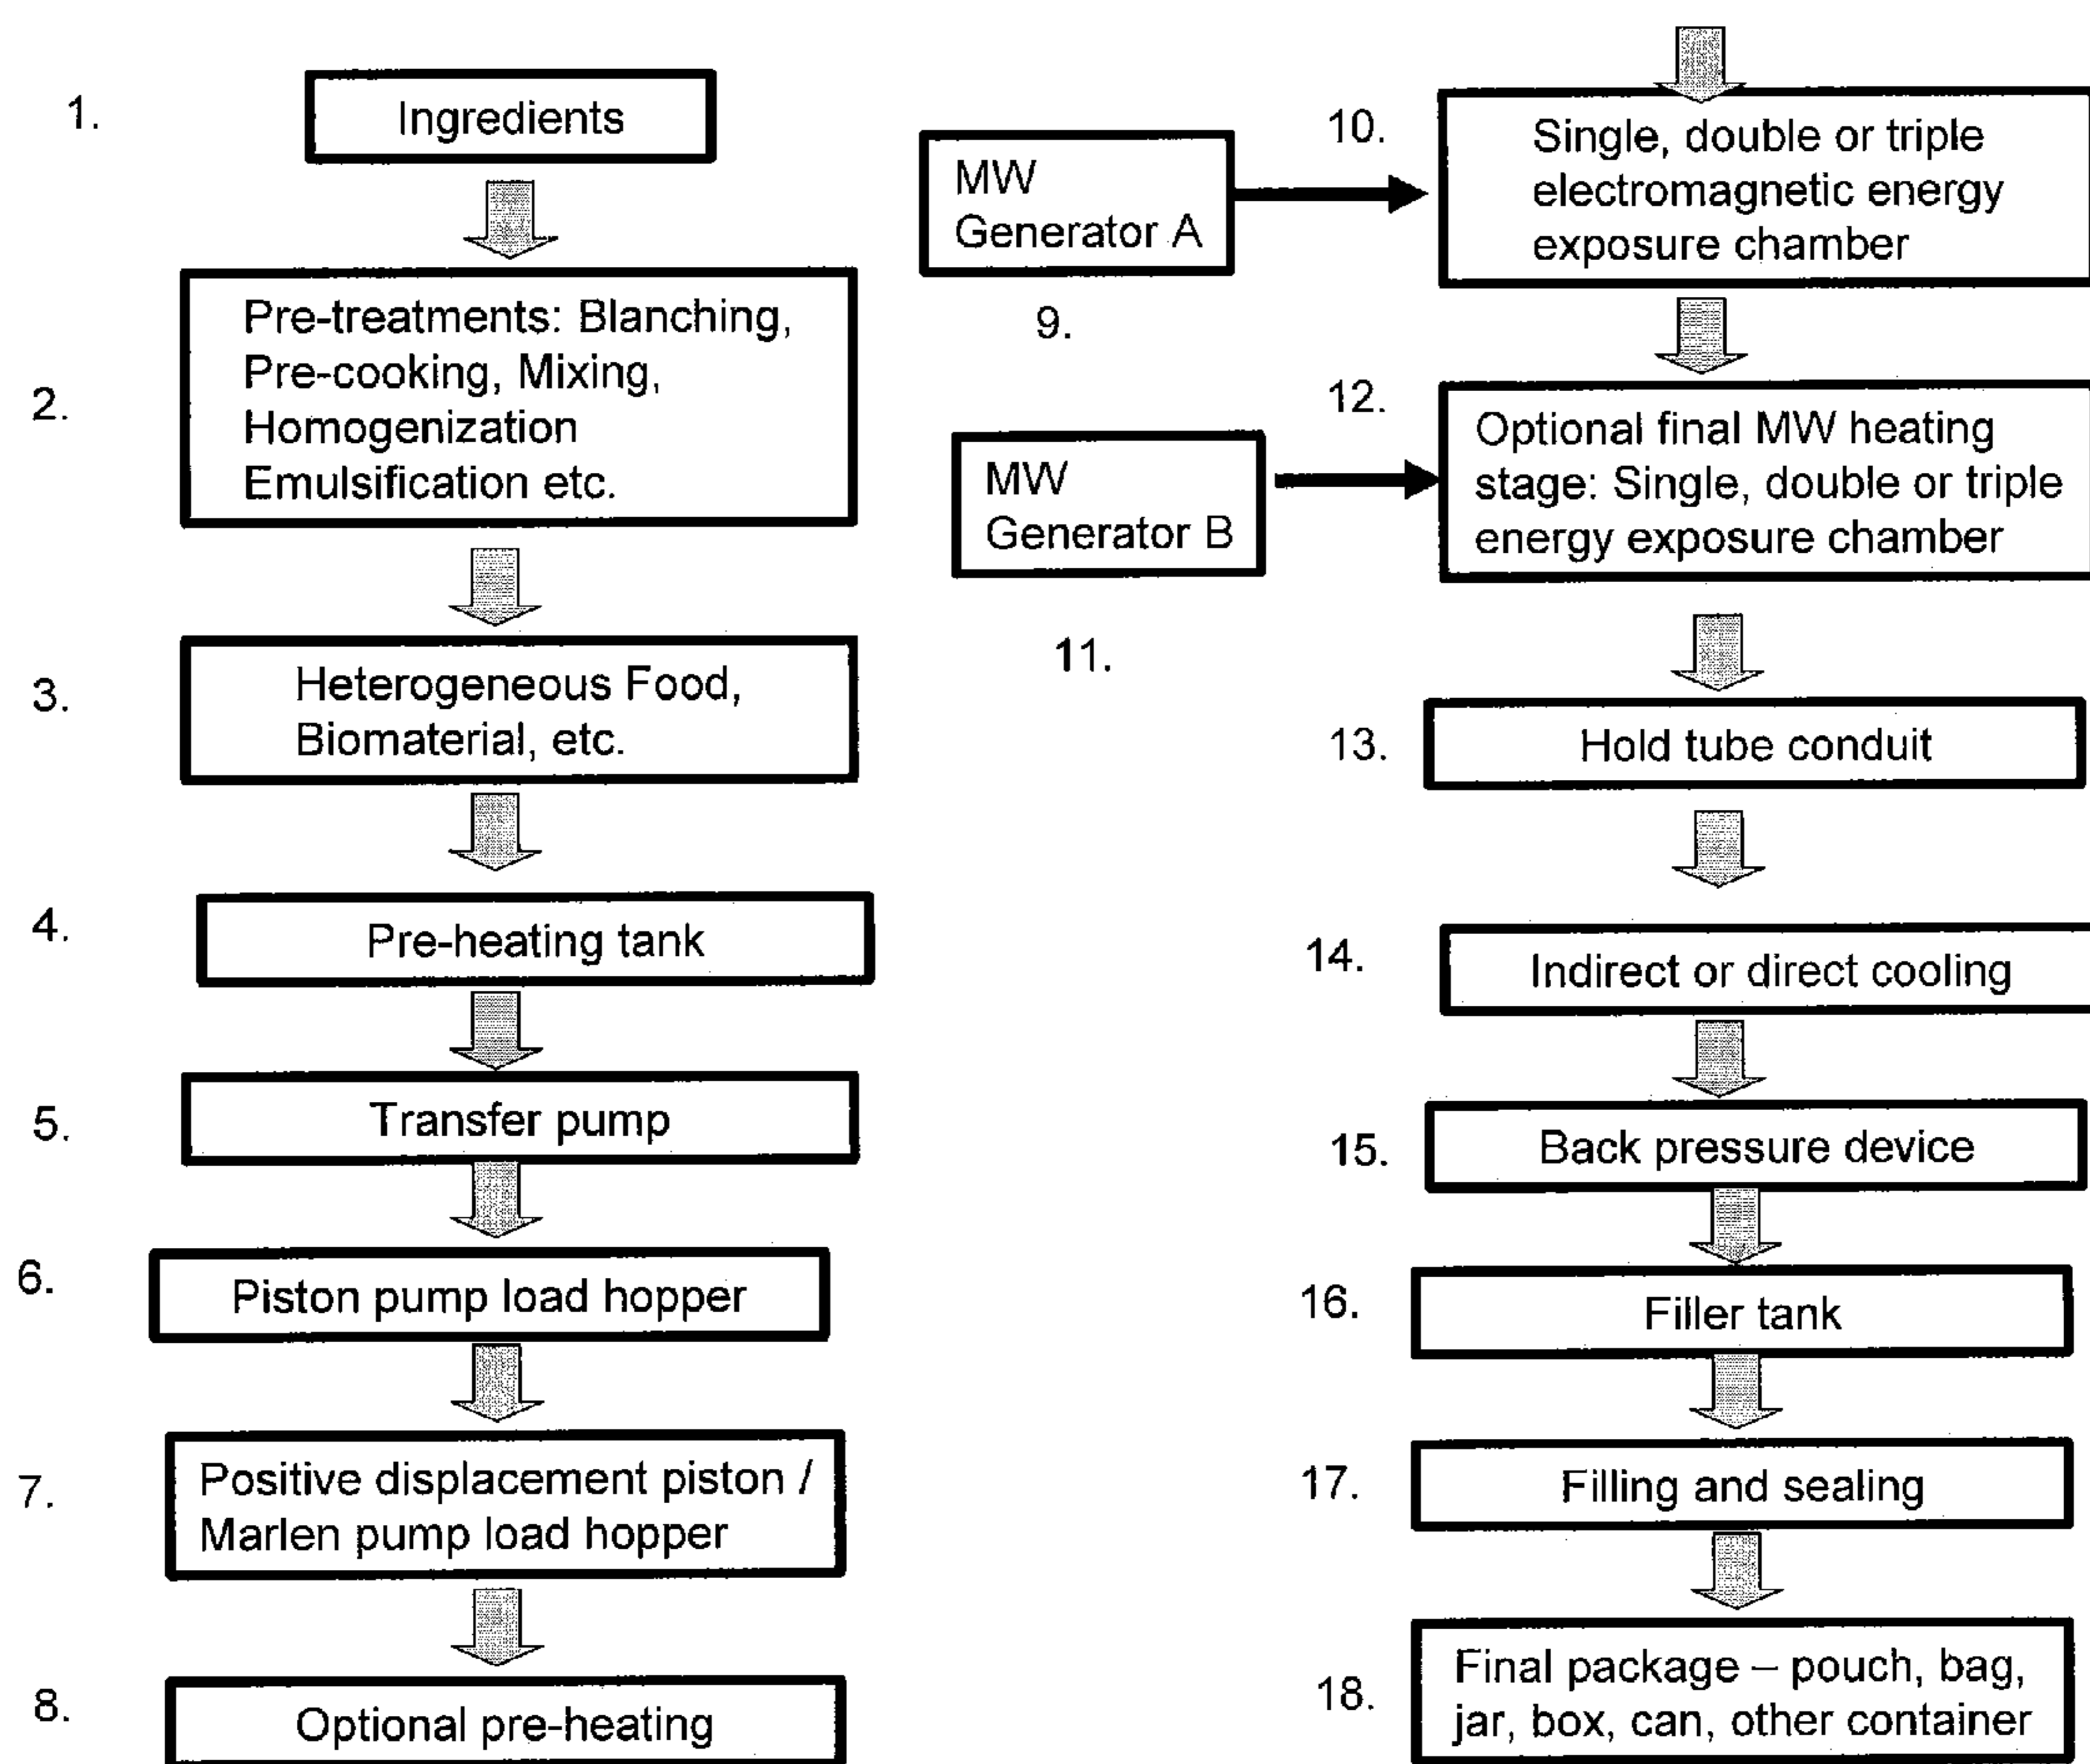 1.
Ingredients
2.
Pre-treatments: Blanching,
Pre-cooking, Mixing,
Homogenization
Emulsification etc.
3.
Heterogeneous Food,
Biomaterial, etc.
4.
Pre-heating tank
5.
Transfer pump
6.
Piston pump load hopper
7.
Positive displacement piston /
Marlen pump load hopper
8.
Optional pre-heating
MW
Generator A
9.
10.
Single, double or triple
electromagnetic energy
exposure chamber
MW
Generator B
11.
12.
Optional final MW heating
stage: Single, double or triple
energy exposure chamber
13.
Hold tube conduit
14.
Indirect or direct cooling
15.
Back pressure device
16.
Filler tank
17.
Filling and sealing
18.
Final package – pouch, bag,
jar, box, can, other container